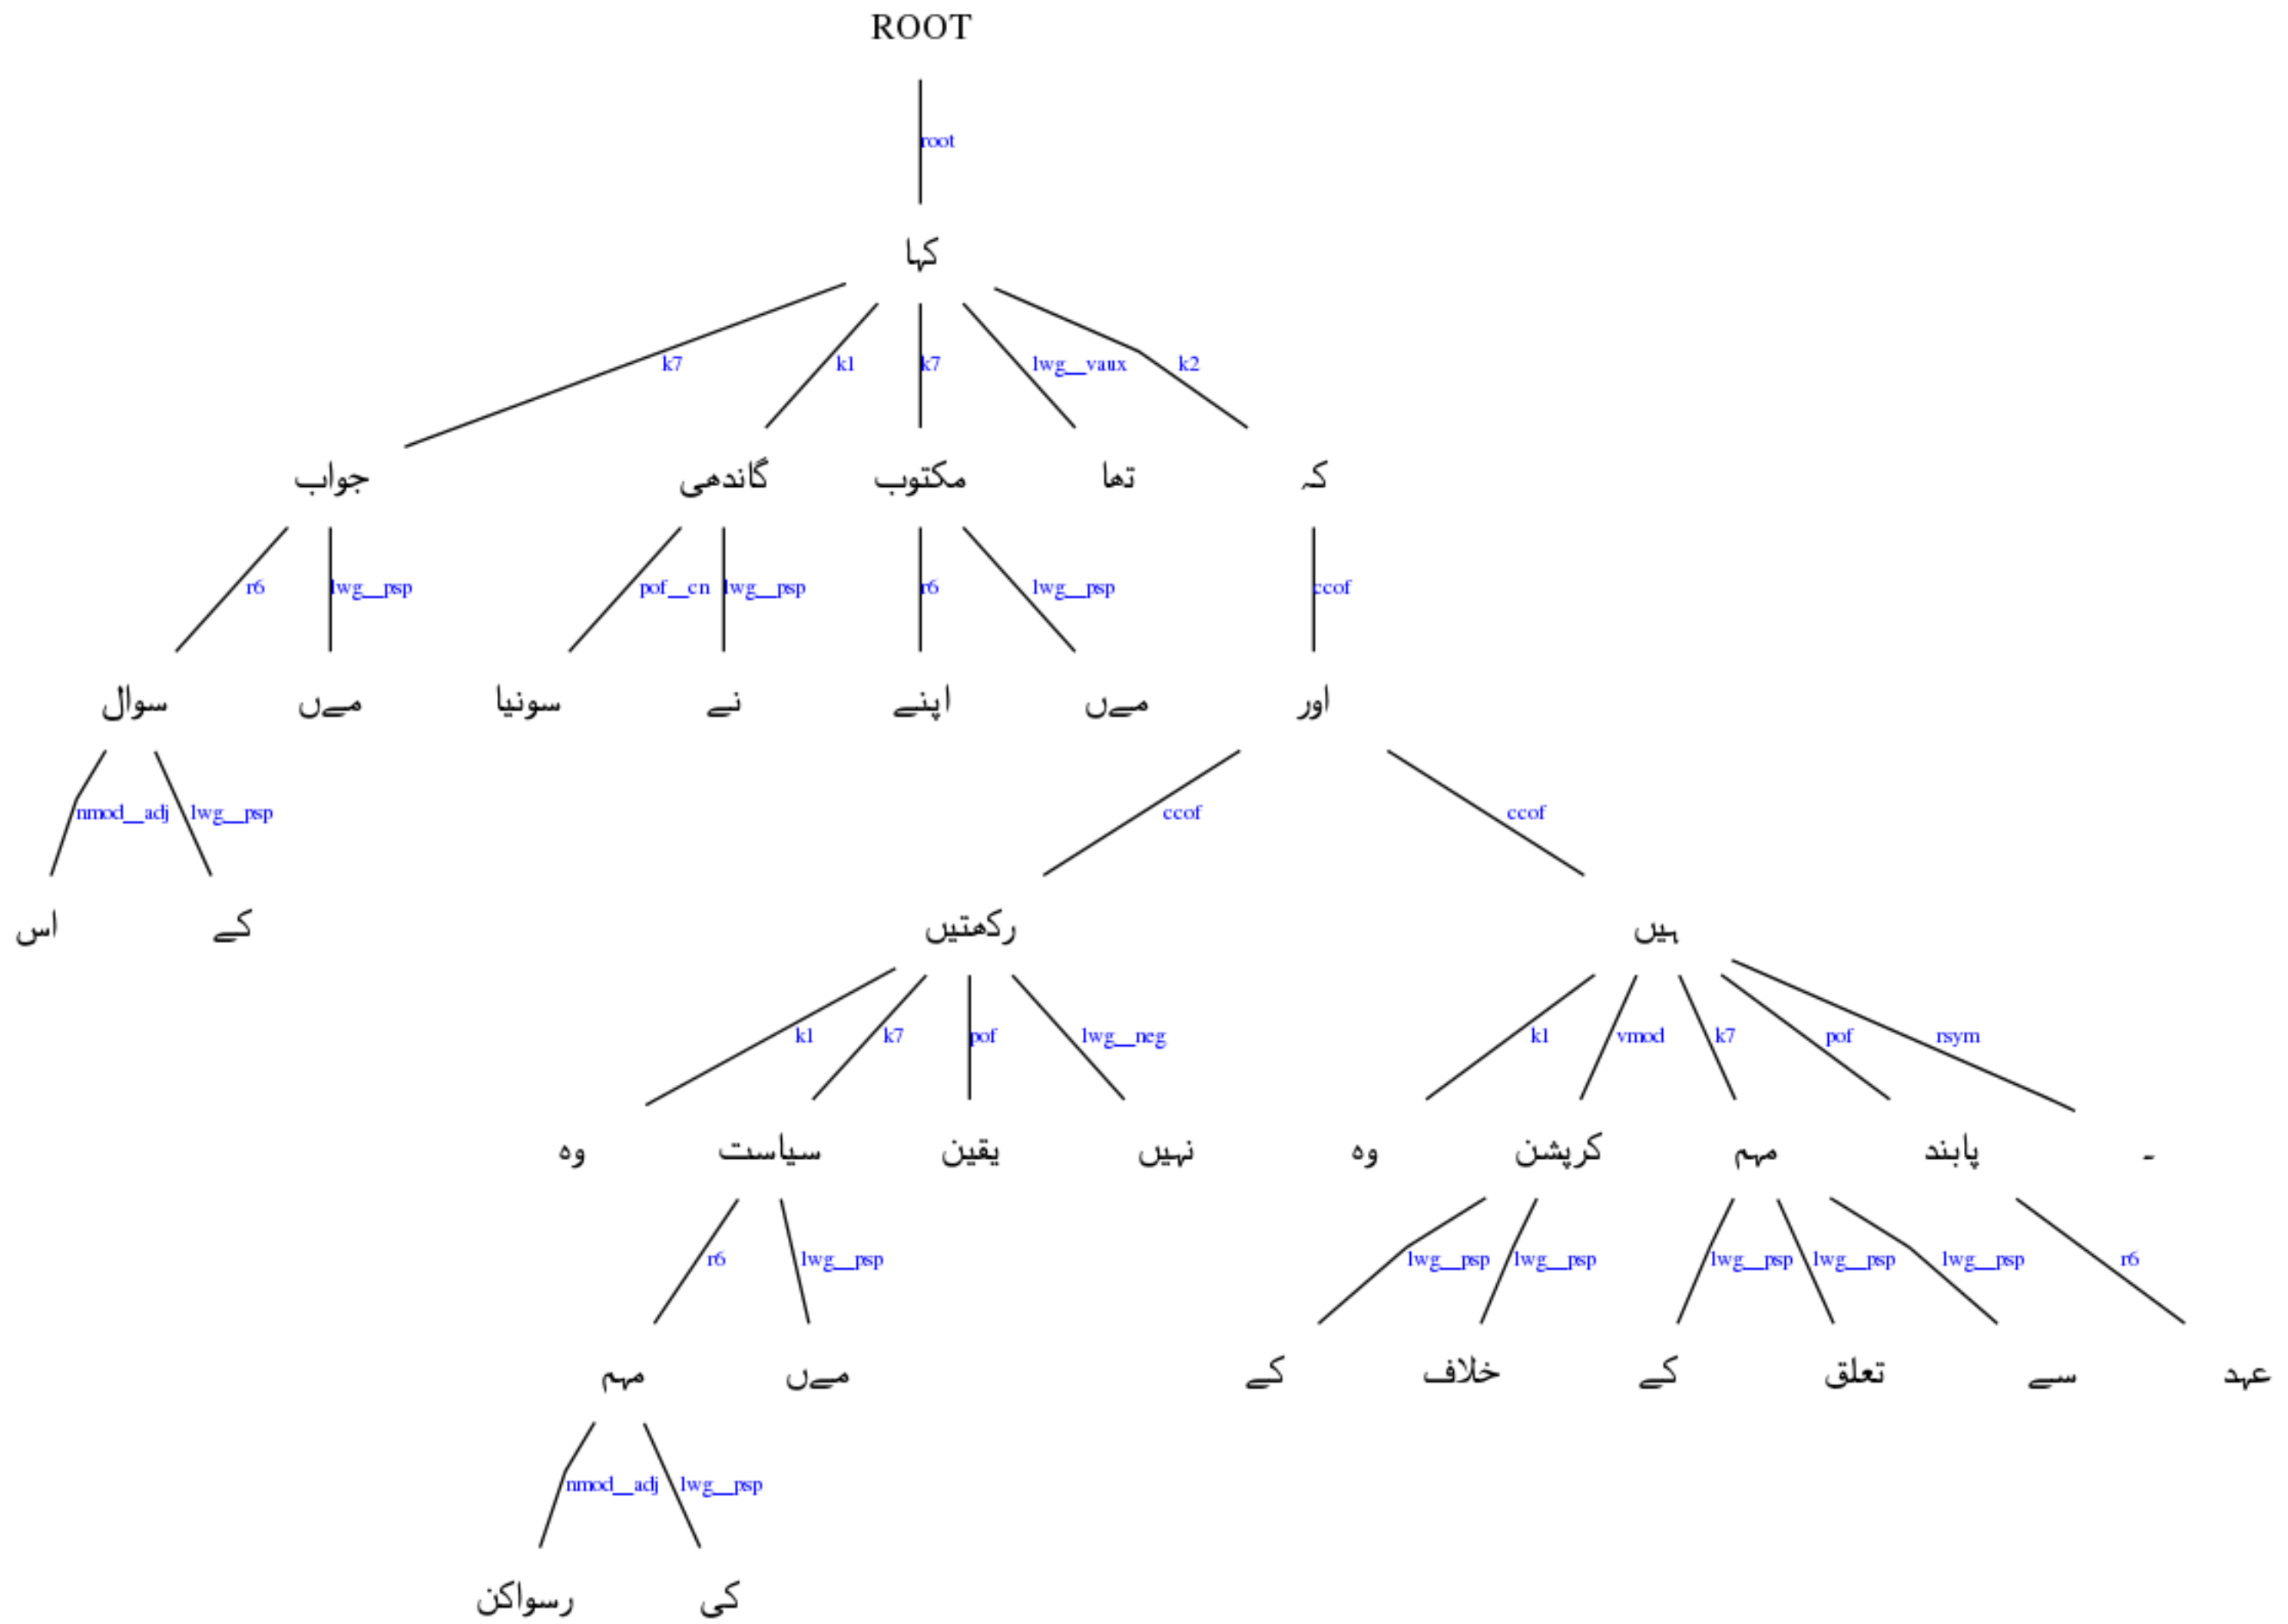 ROOT
root
کہا
k7 k1 k7 lwg__vaux k2
جواب گاندھی مکتوب تھا کہ
r6 lwg__psp pof__cn lwg__psp r6 lwg__psp ccof
سوال مےں سونیا نے اپنے مےں اور
nmod__adj lwg__psp ccof ccof
اس کے رکھتیں ہیں
k1 k7 pof lwg__neg k1 vmod k7 pof rsym
وہ سیاست یقین نہیں وہ کرپشن مہم پابند ۔
r6 lwg__psp lwg__psp lwg__psp lwg__psp lwg__psp lwg__psp r6
مہم مےں کے خلاف کے تعلق سے عہد
nmod__adj lwg__psp
رسواکن کی